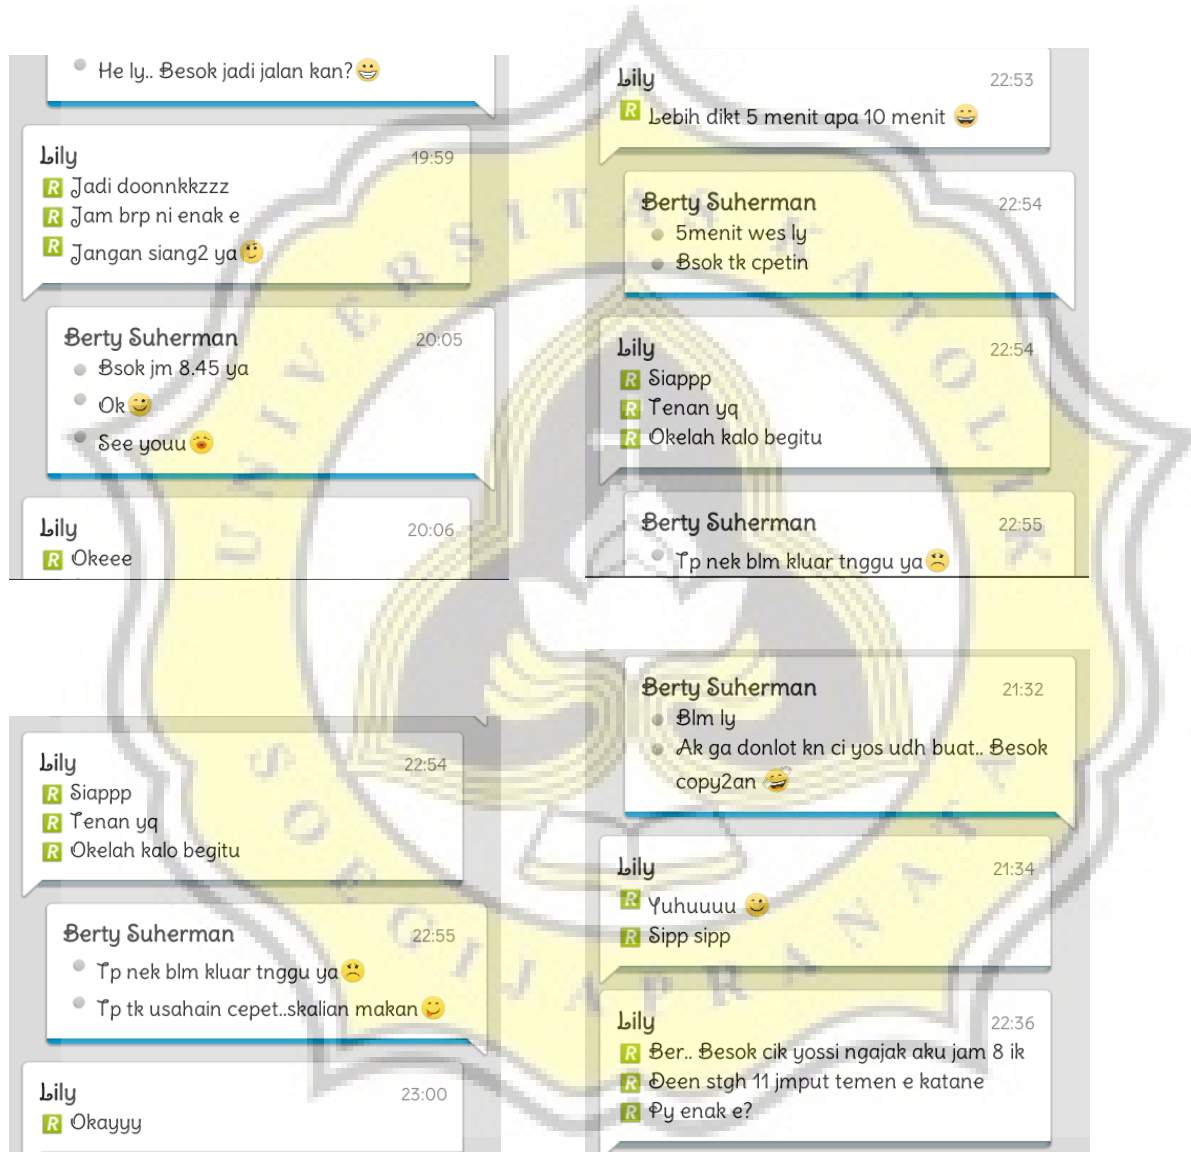 He ly.. Besok jadi jalan kan?😀
Lily 19:59
Jadi doonnkkzzz
Jam brp ni enak e
Jangan siang2 ya
Berty Suherman 20:05
Bsok jm 8.45 ya
Ok
See youu
Lily 20:06
Okeee
Lily 22:53
Lebih dikt 5 menit apa 10 menit
Berty Suherman 22:54
5menit wes ly
Bsok tk cpetin
Lily 22:54
Siappp
Tenan yq
Okelah kalo begitu
Berty Suherman 22:55
Tp nek blm kluar tnggu ya
Lily 22:54
Siappp
Tenan yq
Okelah kalo begitu
Berty Suherman 22:55
Tp nek blm kluar tnggu ya
Tp tk usahain cepet..skalian makan
Lily 23:00
Okayyy
Berty Suherman 21:32
Blm ly
Ak ga donlot kn ci yos udh buat.. Besok
copy2an
Lily 21:34
Yuhuuuu
Sipp sipp
Lily 22:36
Ber.. Besok cik yossi ngajak aku jam 8 ik
Deen stgh 11 jmput temen e katane
Py enak e?
UNIVERSITAS KATOLIK
SOEGIJAPRANATA